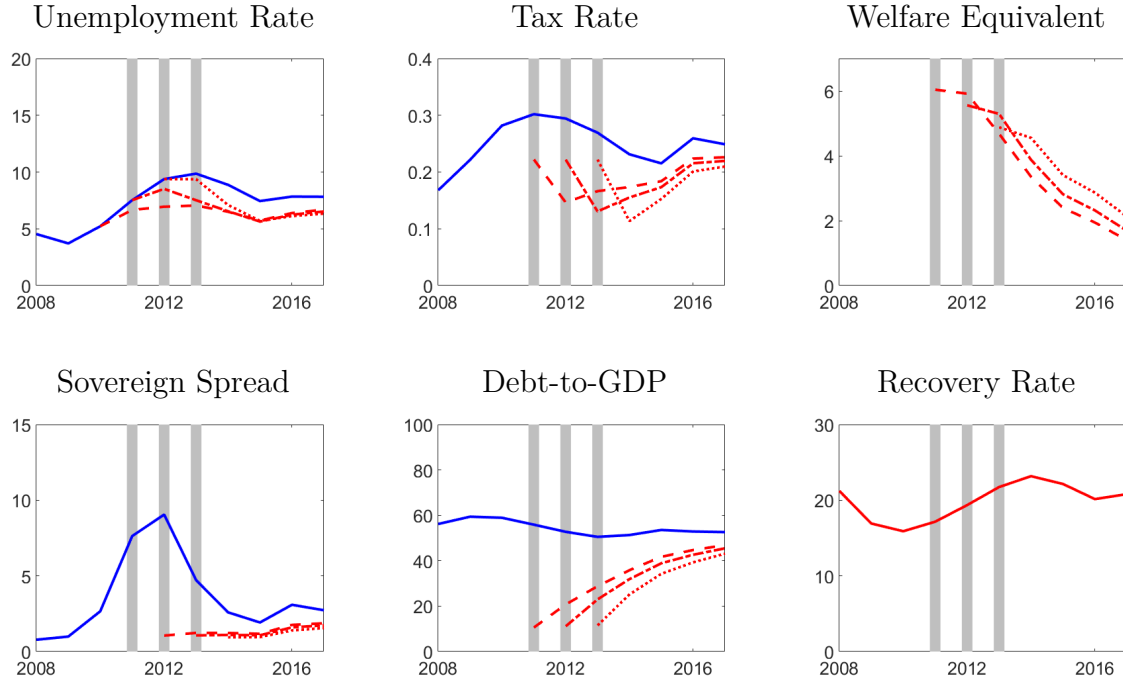 Unemployment Rate
20
15
10
5
0
2008 2012 2016
Tax Rate
0.4
0.3
0.2
0.1
0
2008 2012 2016
Welfare Equivalent
6
4
2
0
2008 2012 2016
Sovereign Spread
15
10
5
0
2008 2012 2016
Debt-to-GDP
100
80
60
40
20
0
2008 2012 2016
Recovery Rate
30
20
10
0
2008 2012 2016